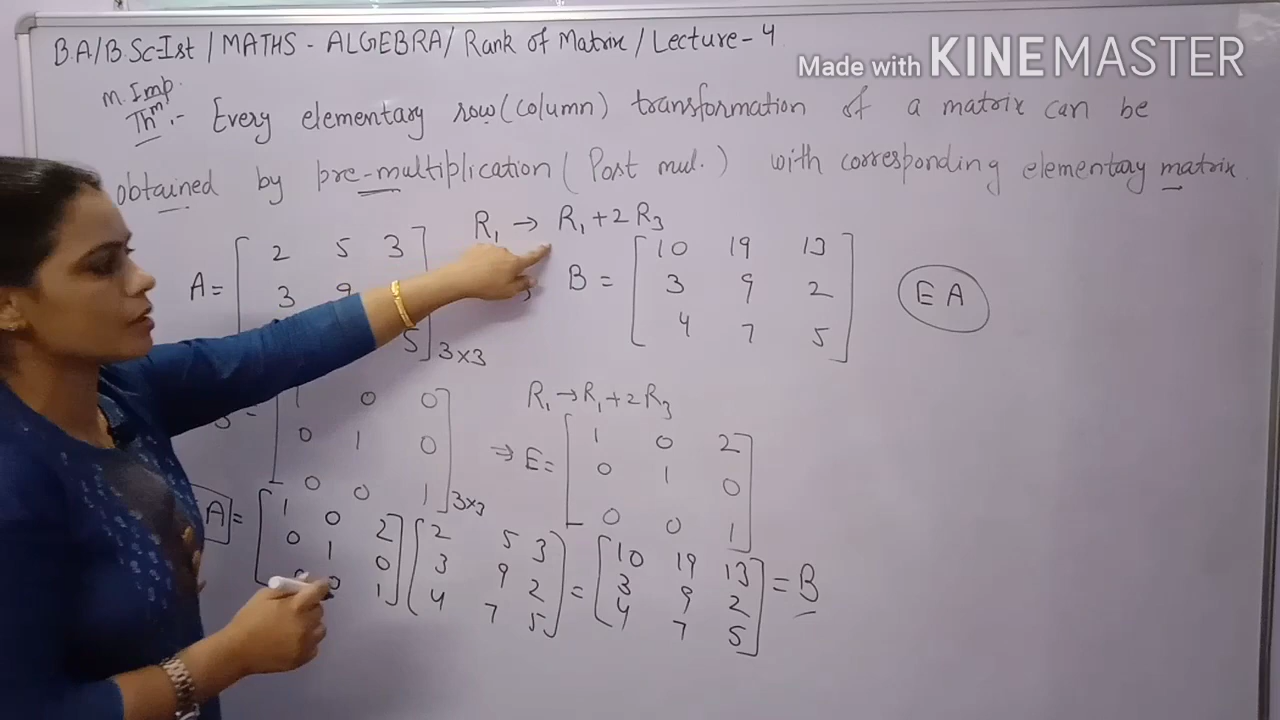 B.A/B.Sc-Ist / MATHS - ALGEBRA / Rank of Matrix / Lecture-4
Made with KINEMASTER
m. Imp.
Thm :- Every elementary row (column) transformation of a matrix can be
obtained by pre-multiplication (Post mul.) with corresponding elementary matrix
R₁ → R₁ + 2 R₃
A = [ 2 5 3
3 9
5 ] 3×3
B = [ 10 19 13
3 9 2
4 7 5 ]
E A
= [ 1 0 0
0 1 0
0 0 1 ] 3×3
R₁ → R₁ + 2 R₃
⇒ E = [ 1 0 2
0 1 0
0 0 1 ]
A = [ 1 0 2
0 1 0
0 1 ] [ 2 5 3
3 9 2
4 7 5 ] = [ 10 19 13
3 9 2
4 7 5 ] = B